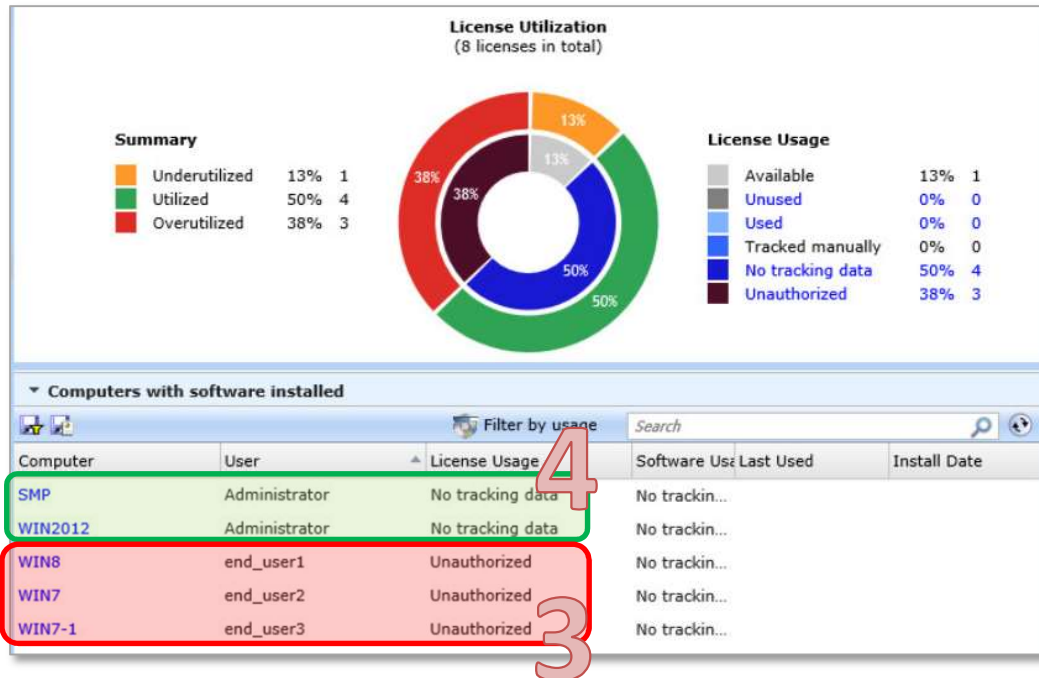 License Utilization
(8 licenses in total)
Summary
Underutilized 13% 1
Utilized 50% 4
Overutilized 38% 3
13%
13%
38%
38%
50%
50%
License Usage
Available 13% 1
Unused 0% 0
Used 0% 0
Tracked manually 0% 0
No tracking data 50% 4
Unauthorized 38% 3
Computers with software installed
Filter by usage Search
Computer User License Usage Software Usa Last Used Install Date
SMP Administrator No tracking data No trackin...
WIN2012 Administrator No tracking data No trackin...
4
WIN8 end_user1 Unauthorized No trackin...
WIN7 end_user2 Unauthorized No trackin...
WIN7-1 end_user3 Unauthorized No trackin...
3